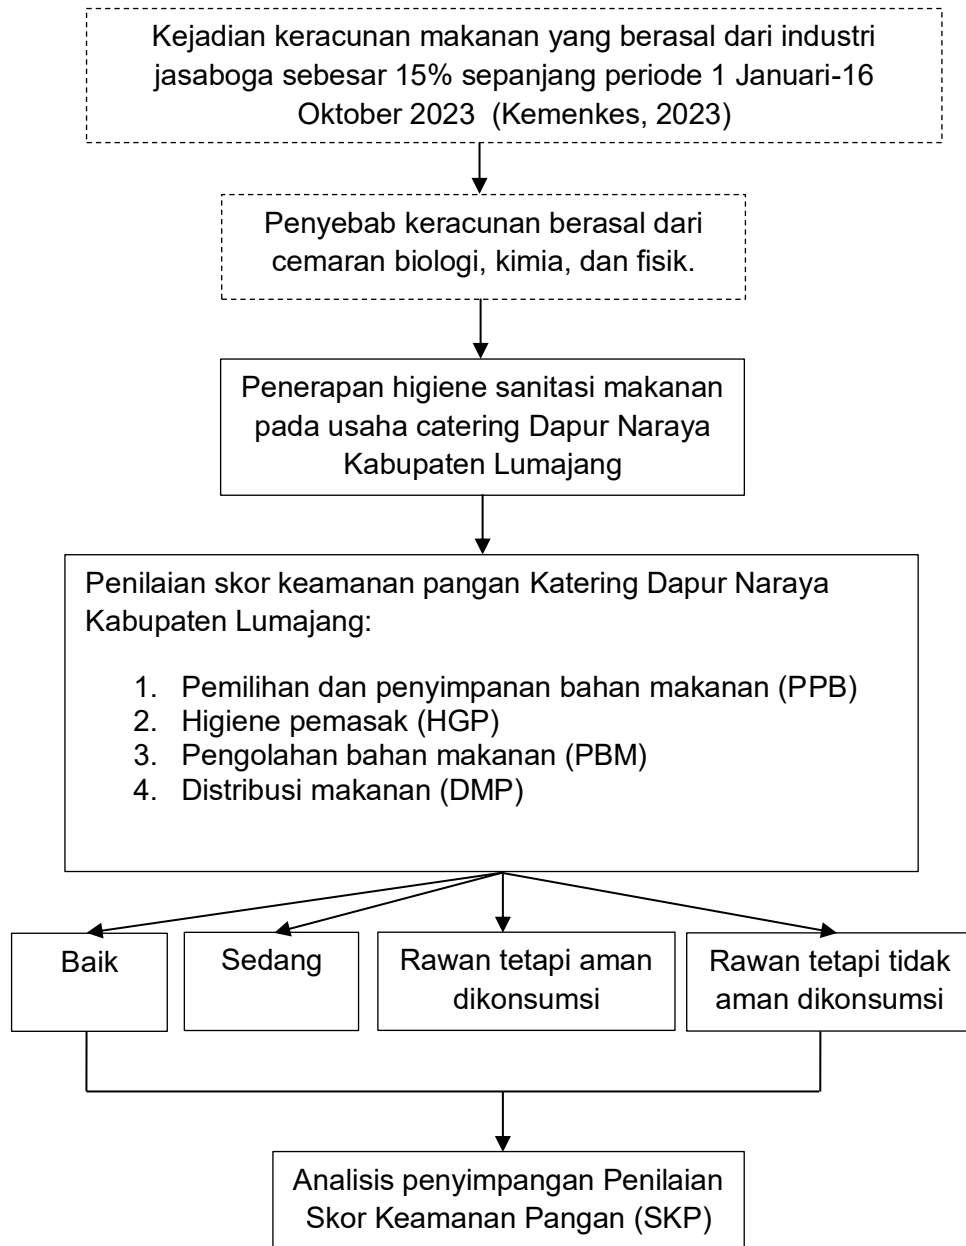 Kejadian keracunan makanan yang berasal dari industri
jasaboga sebesar 15% sepanjang periode 1 Januari-16
Oktober 2023  (Kemenkes, 2023)
Penyebab keracunan berasal dari
cemaran biologi, kimia, dan fisik.
Penerapan higiene sanitasi makanan
pada usaha catering Dapur Naraya
Kabupaten Lumajang
Penilaian skor keamanan pangan Katering Dapur Naraya
Kabupaten Lumajang:
1. Pemilihan dan penyimpanan bahan makanan (PPB)
2. Higiene pemasak (HGP)
3. Pengolahan bahan makanan (PBM)
4. Distribusi makanan (DMP)
Baik
Sedang
Rawan tetapi aman
dikonsumsi
Rawan tetapi tidak
aman dikonsumsi
Analisis penyimpangan Penilaian
Skor Keamanan Pangan (SKP)